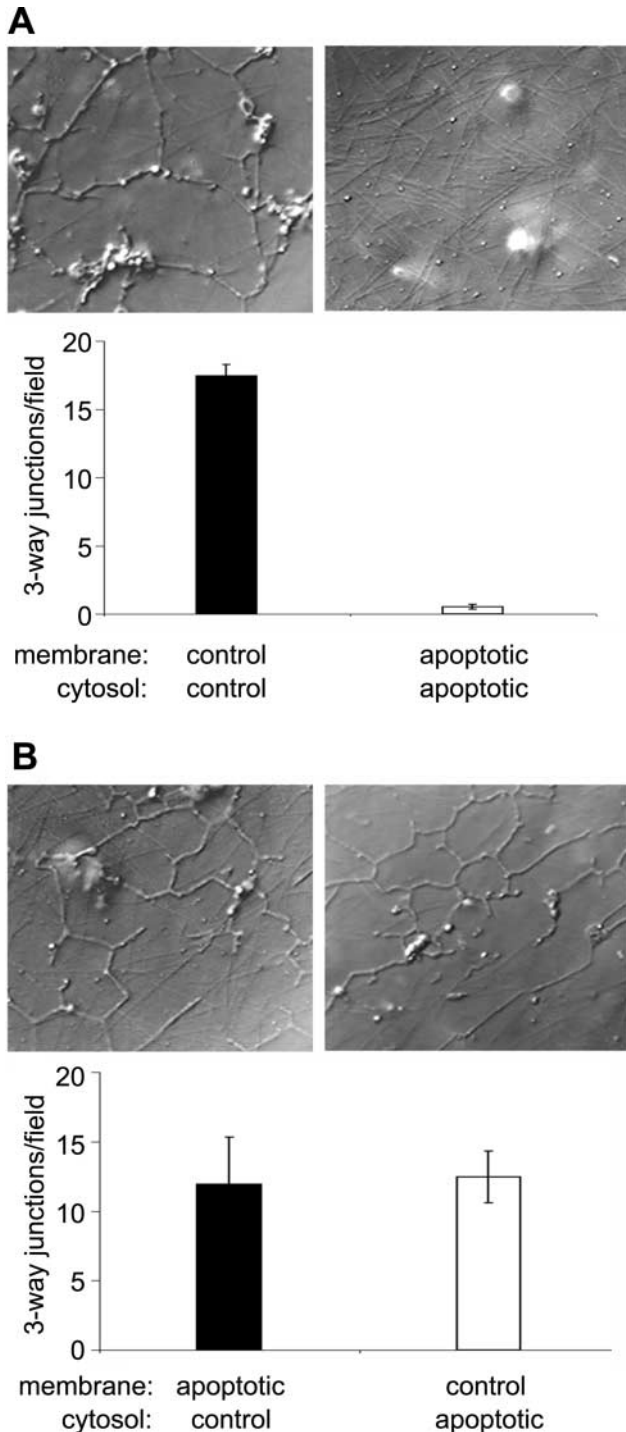 A
20
15
10
5
0
3-way junctions/field
membrane: control apoptotic
cytosol: control apoptotic
B
20
15
10
5
0
3-way junctions/field
membrane: apoptotic control
cytosol: control apoptotic